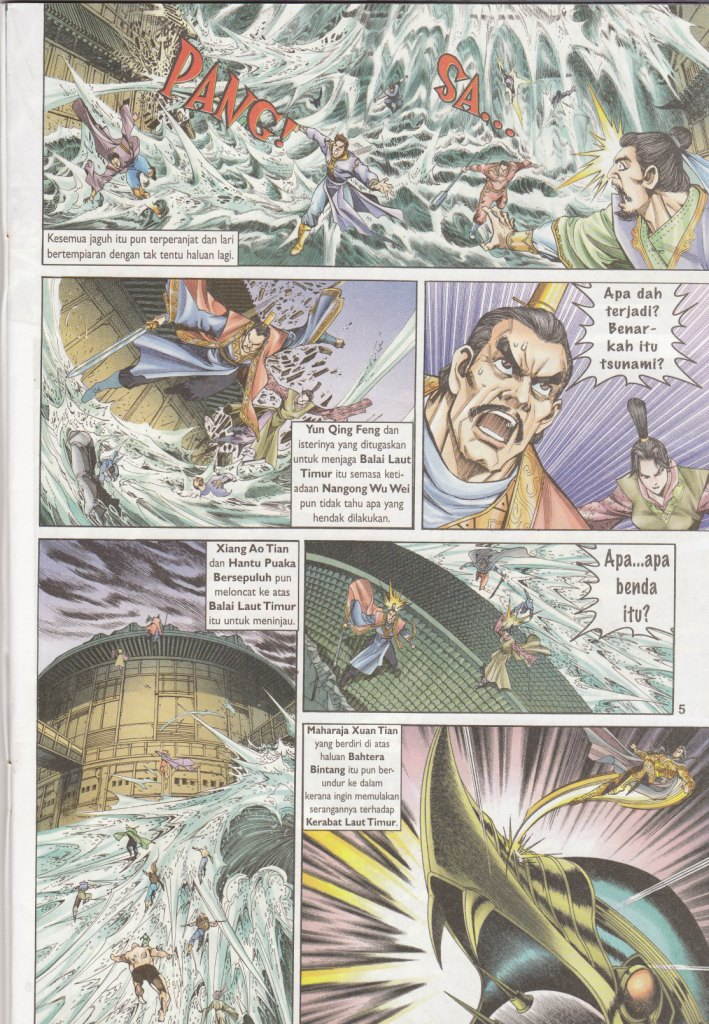 PANG!
SA...
Kesemua jaguh itu pun terperanjat dan lari
bertempiaran dengan tak tentu haluan lagi.
Yun Qing Feng dan
isterinya yang ditugaskan
untuk menjaga Balai Laut
Timur itu semasa keti-
adaan Nangong Wu Wei
pun tidak tahu apa yang
hendak dilakukan.
Apa dah
terjadi?
Benar-
kah itu
tsunami?
Xiang Ao Tian
dan Hantu Puaka
Bersepuluh pun
meloncat ke atas
Balai Laut Timur
itu untuk meninjau.
Apa...apa
benda
itu?
5
Maharaja Xuan Tian
yang berdiri di atas
haluan Bahtera
Bintang itu pun ber-
undur ke dalam
kerana ingin memulakan
serangannya terhadap
Kerabat Laut Timur.